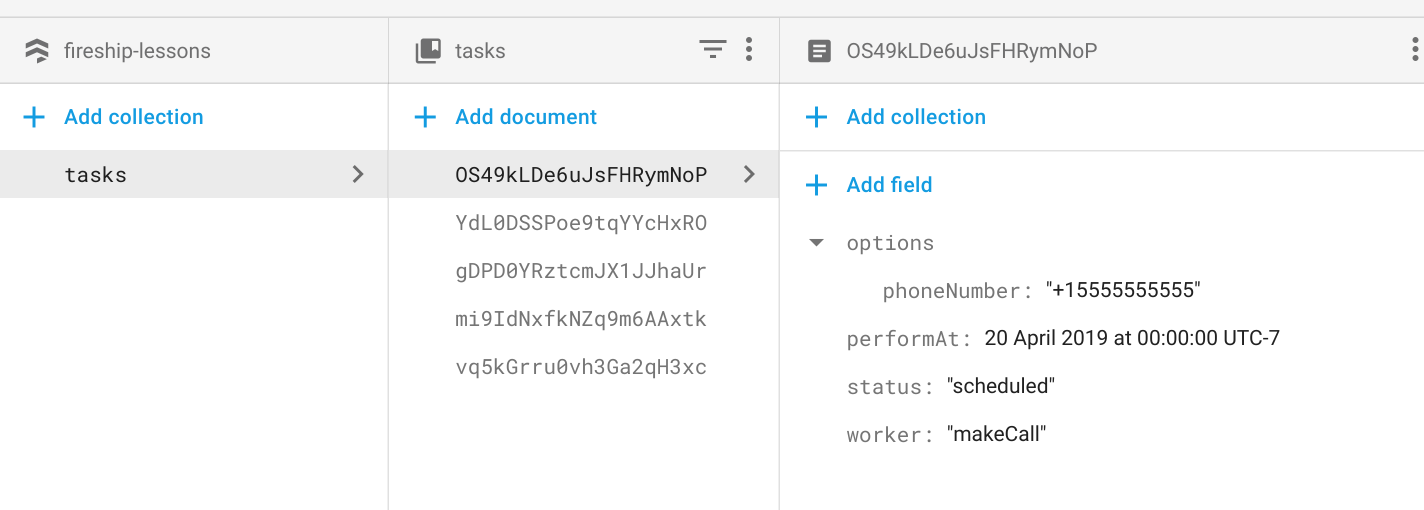 fireship-lessons
tasks
OS49kLDe6uJsFHRymNoP
Add collection
Add document
Add collection
tasks
OS49kLDe6uJsFHRymNoP
Add field
YdL0DSSPoe9tqYYcHxRO
options
gDPD0YRztcmJX1JJhaUr
phoneNumber: "+15555555555"
mi9IdNxfkNZq9m6AAxtk
performAt: 20 April 2019 at 00:00:00 UTC-7
vq5kGrru0vh3Ga2qH3xc
status: "scheduled"
worker: "makeCall"